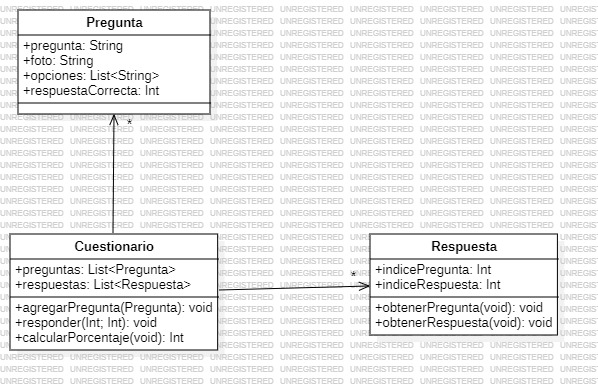 Pregunta
+pregunta: String
+foto: String
+opciones: List<String>
+respuestaCorrecta: Int
*
Cuestionario
+preguntas: List<Pregunta>
+respuestas: List<Respuesta>
+agregarPregunta(Pregunta): void
+responder(Int; Int): void
+calcularPorcentaje(void): Int
*
Respuesta
+indicePregunta: Int
+indiceRespuesta: Int
+obtenerPregunta(void): void
+obtenerRespuesta(void): void
UNREGISTERED